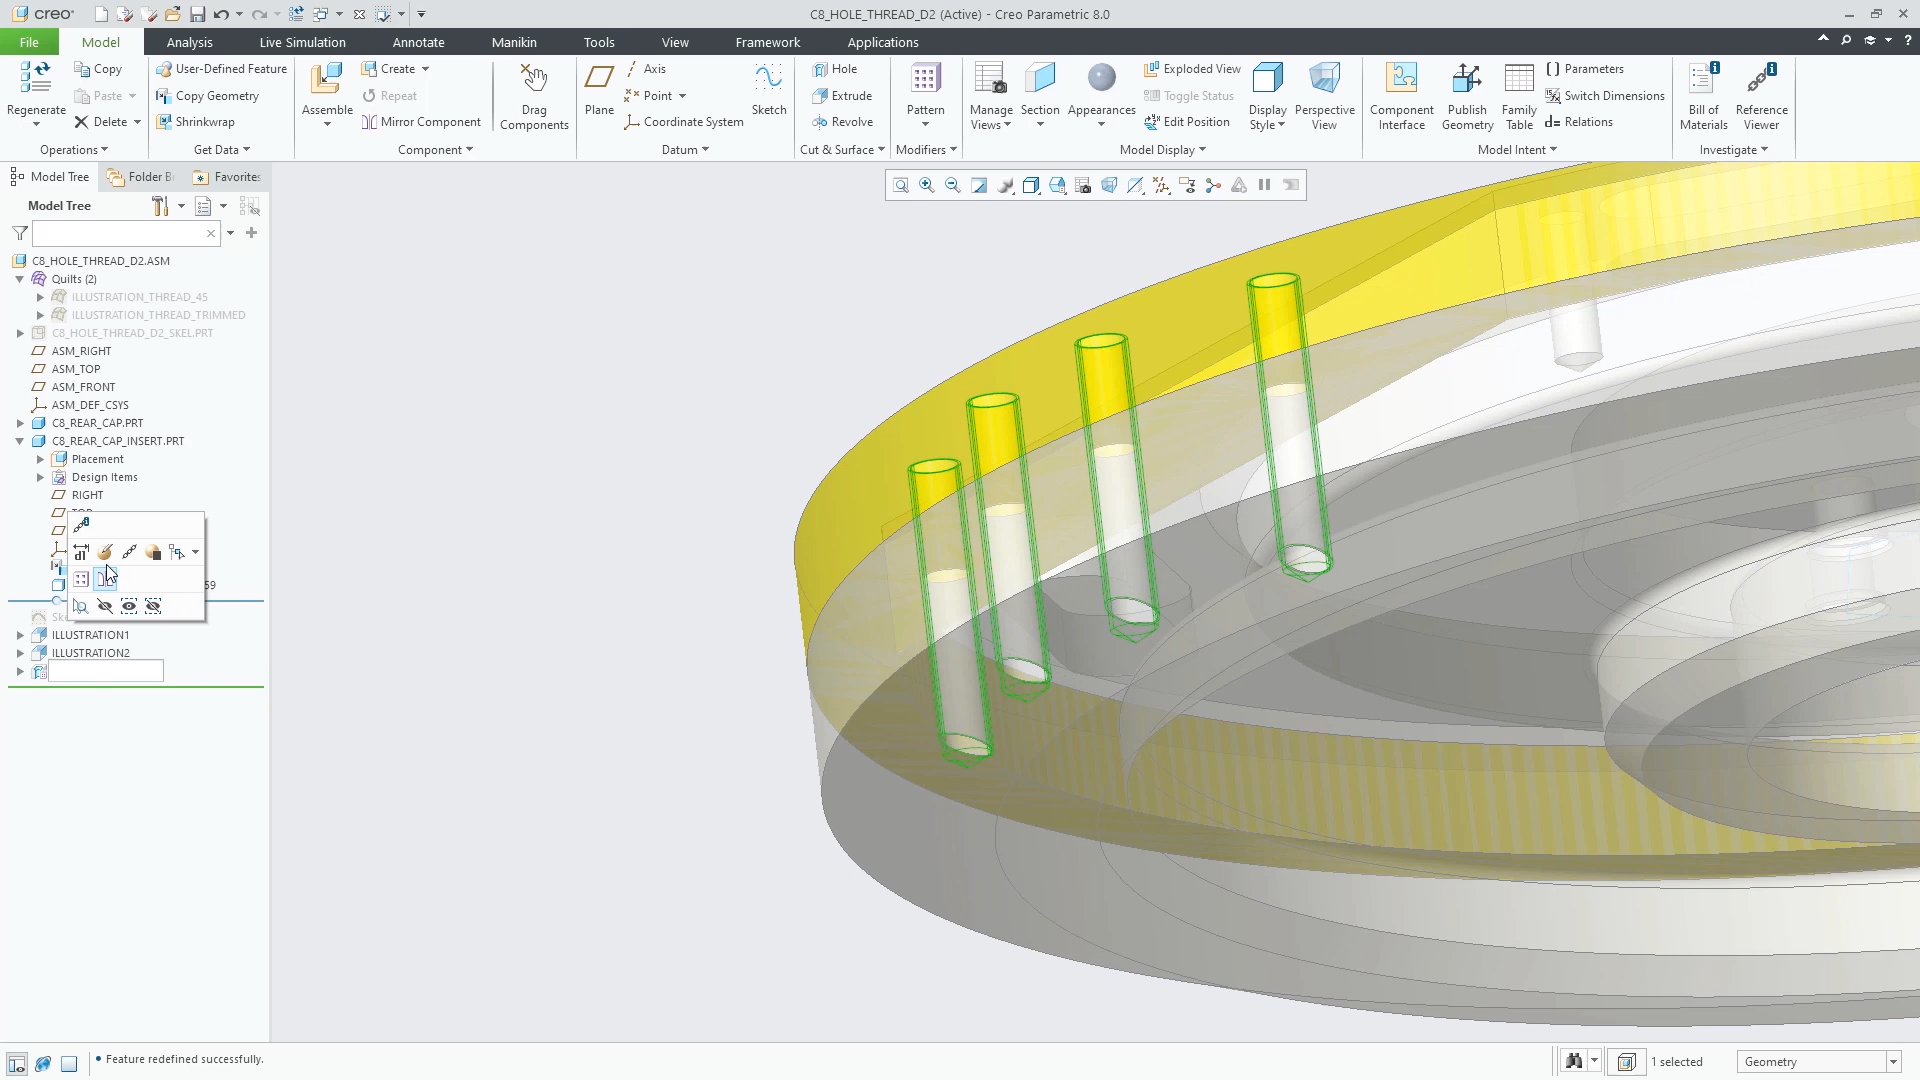 creo®
C8_HOLE_THREAD_D2 (Active) - Creo Parametric 8.0
File
Model
Analysis
Live Simulation
Annotate
Manikin
Tools
View
Framework
Applications
Regenerate
Copy
Paste
Delete
Operations
User-Defined Feature
Copy Geometry
Shrinkwrap
Get Data
Assemble
Create
Repeat
Mirror Component
Drag Components
Component
Plane
Axis
Point
Coordinate System
Sketch
Datum
Hole
Extrude
Revolve
Cut & Surface
Pattern
Modifiers
Manage Views
Section
Appearances
Exploded View
Toggle Status
Edit Position
Display Style
Perspective View
Model Display
Component Interface
Publish Geometry
Family Table
Parameters
Switch Dimensions
Relations
Model Intent
Bill of Materials
Reference Viewer
Investigate
Model Tree
Folder B
Favorites
Model Tree
C8_HOLE_THREAD_D2.ASM
Quilts (2)
ILLUSTRATION_THREAD_45
ILLUSTRATION_THREAD_TRIMMED
C8_HOLE_THREAD_D2_SKEL.PRT
ASM_RIGHT
ASM_TOP
ASM_FRONT
ASM_DEF_CSYS
C8_REAR_CAP.PRT
C8_REAR_CAP_INSERT.PRT
Placement
Design Items
RIGHT
59
ILLUSTRATION1
ILLUSTRATION2
Feature redefined successfully.
1 selected
Geometry